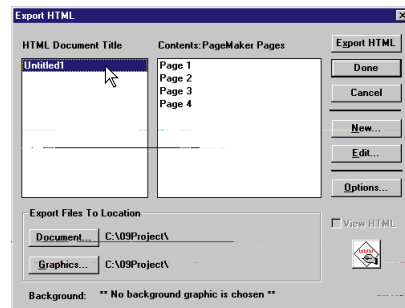 Export HTML
HTML Document Title
Contents: PageMaker Pages
Export HTML
Untitled1
Page 1
Page 2
Page 3
Page 4
Done
Cancel
New...
Edit...
Options...
Export Files To Location
Document... C:\09Project\
Graphics... C:\09Project\
View HTML
Background: ** No background graphic is chosen **